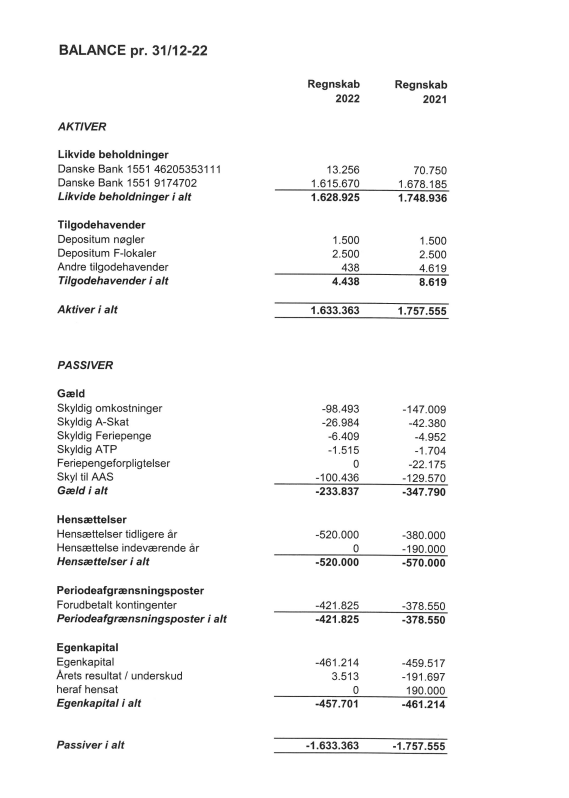 BALANCE pr. 31/12-22
Regnskab Regnskab
2022 2021
AKTIVER
Likvide beholdninger
Danske Bank 1551 46205353111 13.256 70.750
Danske Bank 1551 9174702 1.615.670 1.678.185
Likvide beholdninger i alt 1.628.925 1.748.936
Tilgodehavender
Depositum nøgler 1.500 1.500
Depositum F-lokaler 2.500 2.500
Andre tilgodehavender 438 4.619
Tilgodehavender i alt 4.438 8.619
Aktiver i alt 1.633.363 1.757.555
PASSIVER
Gæld
Skyldig omkostninger -98.493 -147.009
Skyldig A-Skat -26.984 -42.380
Skyldig Feriepenge -6.409 -4.952
Skyldig ATP -1.515 -1.704
Feriepengeforpligtelser 0 -22.175
Skyl til AAS -100.436 -129.570
Gæld i alt -233.837 -347.790
Hensættelser
Hensættelser tidligere år -520.000 -380.000
Hensættelse indeværende år 0 -190.000
Hensættelser i alt -520.000 -570.000
Periodeafgrænsningsposter
Forudbetalt kontingenter -421.825 -378.550
Periodeafgrænsningsposter i alt -421.825 -378.550
Egenkapital
Egenkapital -461.214 -459.517
Årets resultat / underskud 3.513 -191.697
heraf hensat 0 190.000
Egenkapital i alt -457.701 -461.214
Passiver i alt -1.633.363 -1.757.555